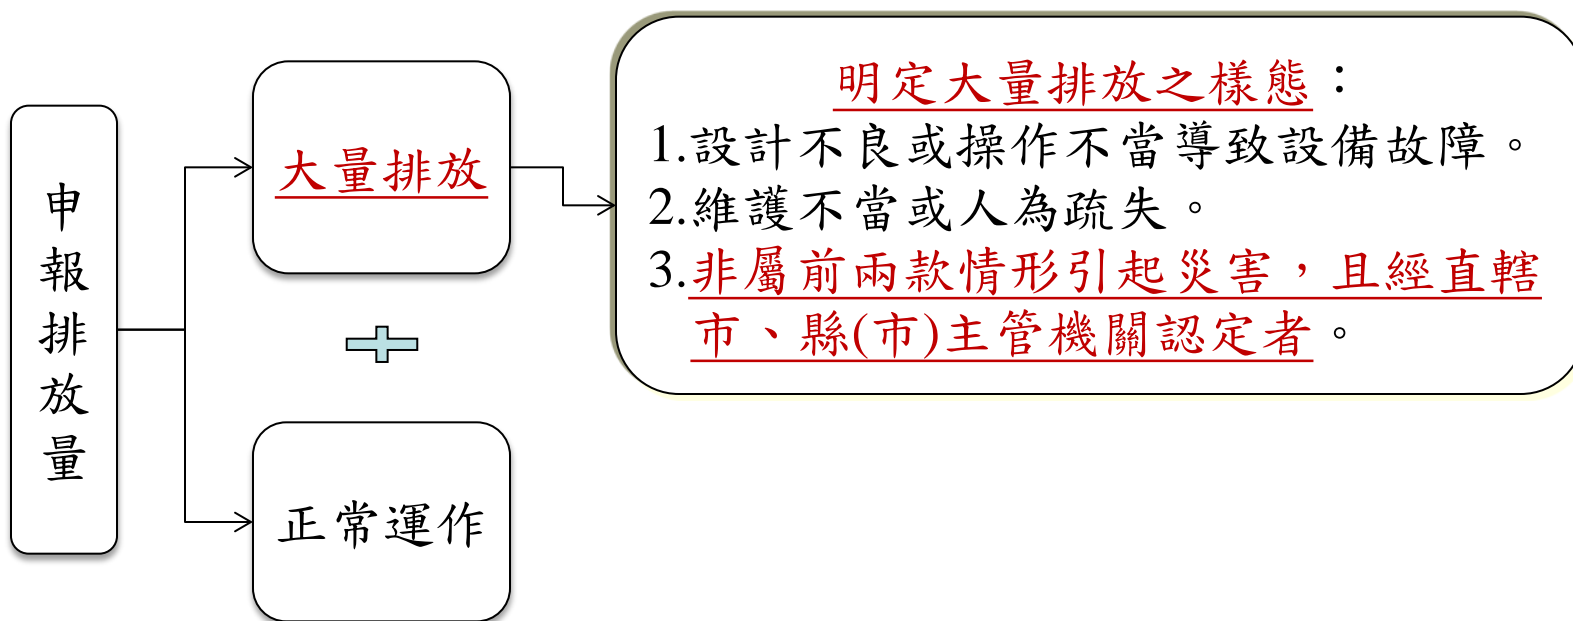 申報排放量
大量排放
正常運作
明定大量排放之樣態：
1.設計不良或操作不當導致設備故障。
2.維護不當或人為疏失。
3.非屬前兩款情形引起災害，且經直轄
市、縣(市)主管機關認定者。